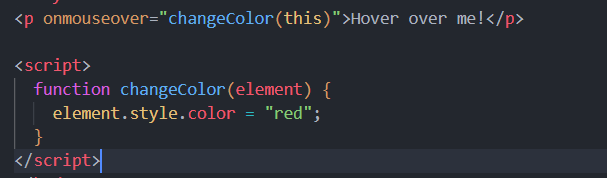 <p onmouseover="changeColor(this)">Hover over me!</p>
<script>
function changeColor(element) {
element.style.color = "red";
}
</script>